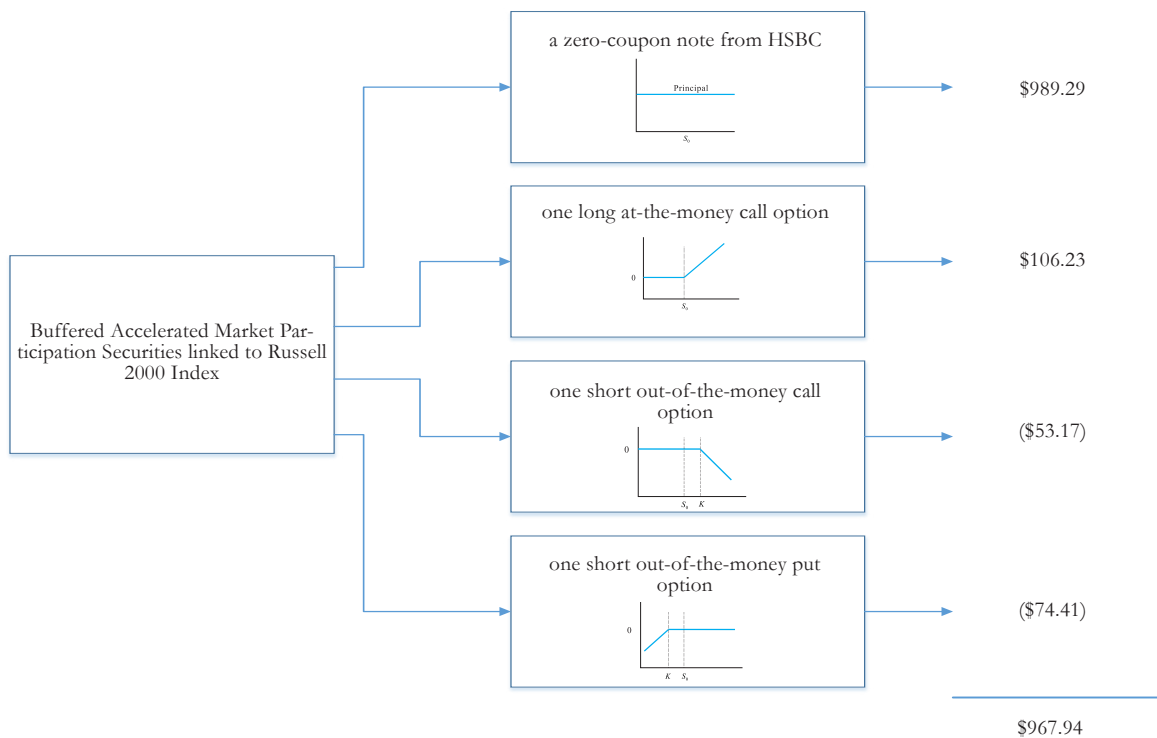 a zero-coupon note from HSBC
Principal
S0
$989.29
one long at-the-money call option
0
S0
$106.23
Buffered Accelerated Market Par-
ticipation Securities linked to Russell
2000 Index
one short out-of-the-money call
option
0
S0 K
($53.17)
one short out-of-the-money put
option
0
K S0
($74.41)
$967.94